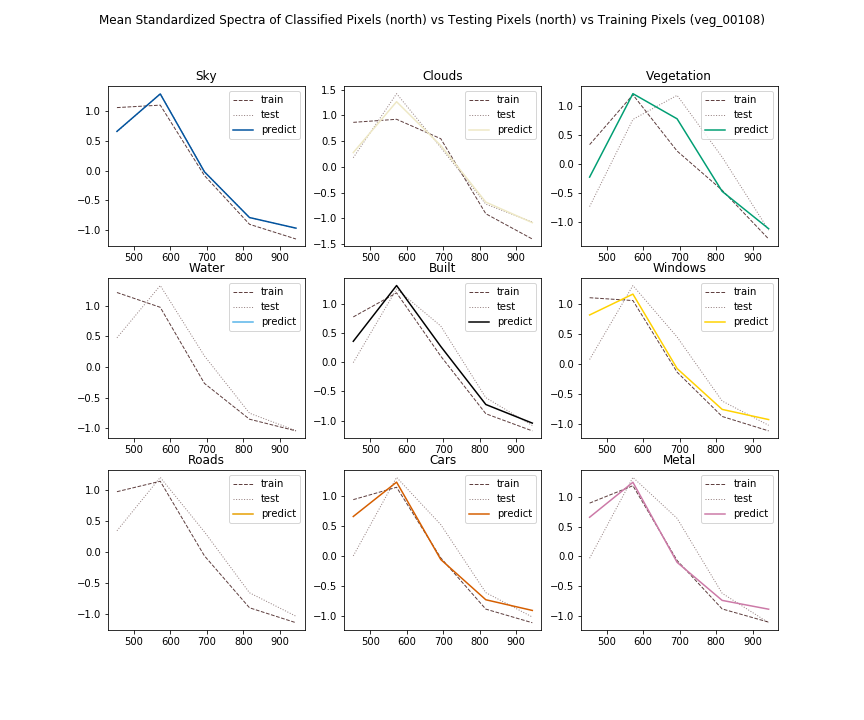 Mean Standardized Spectra of Classified Pixels (north) vs Testing Pixels (north) vs Training Pixels (veg_00108)
Sky
train
test
predict
1.0
0.5
0.0
−0.5
−1.0
500 600 700 800 900
Clouds
train
test
predict
1.5
1.0
0.5
0.0
−0.5
−1.0
−1.5
500 600 700 800 900
Vegetation
train
test
predict
1.0
0.5
0.0
−0.5
−1.0
500 600 700 800 900
Water
train
test
predict
1.0
0.5
0.0
−0.5
−1.0
500 600 700 800 900
Built
train
test
predict
1.0
0.5
0.0
−0.5
−1.0
500 600 700 800 900
Windows
train
test
predict
1.0
0.5
0.0
−0.5
−1.0
500 600 700 800 900
Roads
train
test
predict
1.0
0.5
0.0
−0.5
−1.0
500 600 700 800 900
Cars
train
test
predict
1.0
0.5
0.0
−0.5
−1.0
500 600 700 800 900
Metal
train
test
predict
1.0
0.5
0.0
−0.5
−1.0
500 600 700 800 900